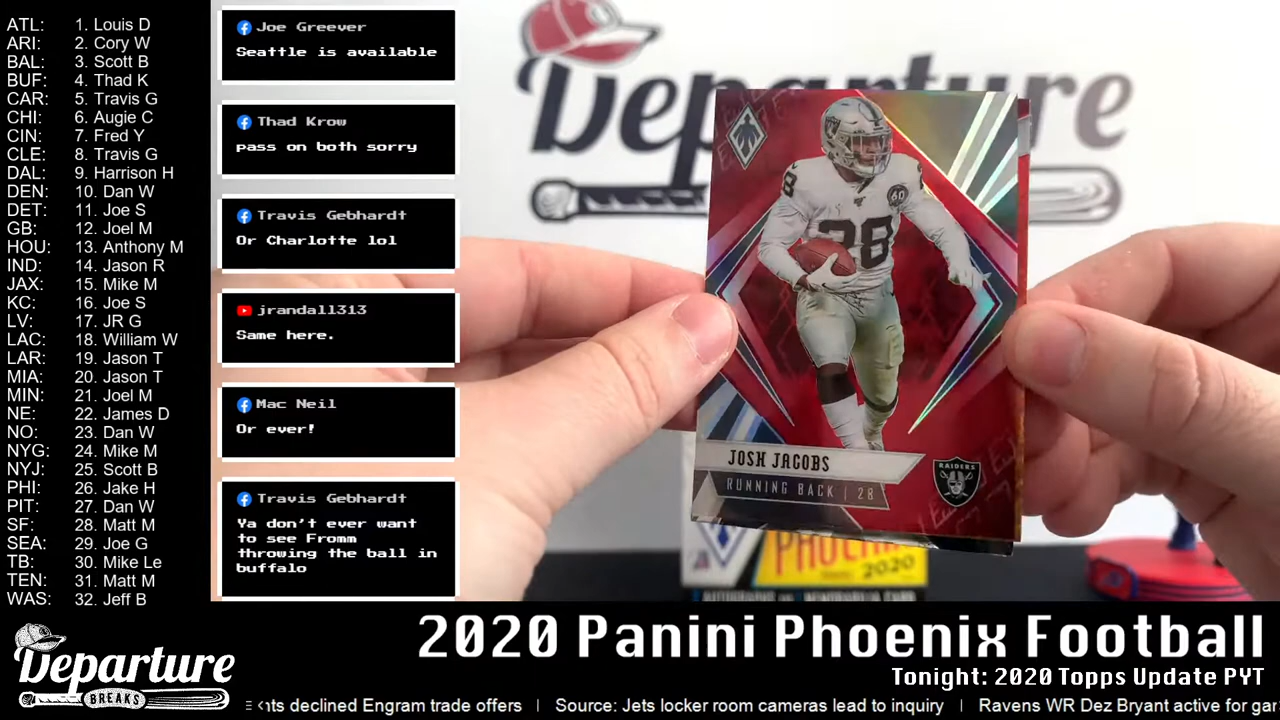 ATL: 1. Louis D
ARI: 2. Cory W
BAL: 3. Scott B
BUF: 4. Thad K
CAR: 5. Travis G
CHI: 6. Augie C
CIN: 7. Fred Y
CLE: 8. Travis G
DAL: 9. Harrison H
DEN: 10. Dan W
DET: 11. Joe S
GB: 12. Joel M
HOU: 13. Anthony M
IND: 14. Jason R
JAX: 15. Mike M
KC: 16. Joe S
LV: 17. JR G
LAC: 18. William W
LAR: 19. Jason T
MIA: 20. Jason T
MIN: 21. Joel M
NE: 22. James D
NO: 23. Dan W
NYG: 24. Mike M
NYJ: 25. Scott B
PHI: 26. Jake H
PIT: 27. Dan W
SF: 28. Matt M
SEA: 29. Joe G
TB: 30. Mike Le
TEN: 31. Matt M
WAS: 32. Jeff B
Joe Greever
Seattle is available
Thad Krow
pass on both sorry
Travis Gebhardt
Or Charlotte lol
jrandall313
Same here.
Mac Neil
Or ever!
Travis Gebhardt
Ya don't ever want
to see Fromm
throwing the ball in
buffalo
Departure
28
60
JOSH JACOBS
RUNNING BACK | 28
RAIDERS
PHOENIX
2020
2020 Panini Phoenix Football
Tonight: 2020 Topps Update PYT
Departure
BREAKS
nts declined Engram trade offers | Source: Jets locker room cameras lead to inquiry | Ravens WR Dez Bryant active for gar